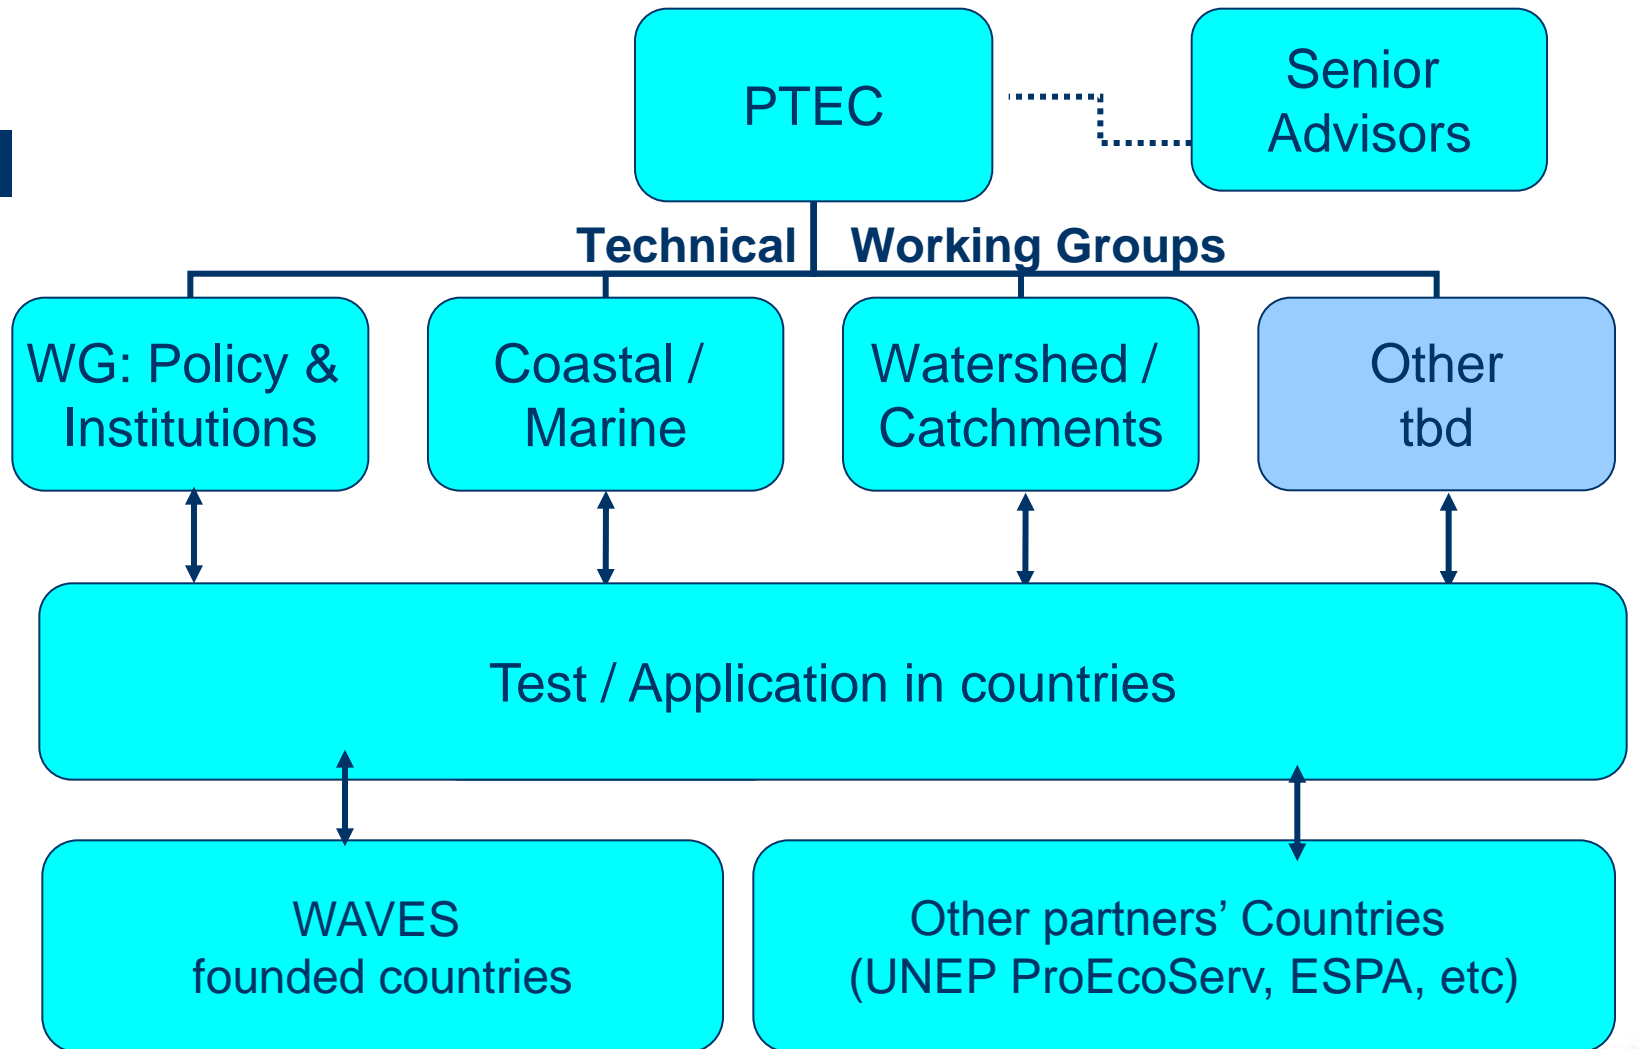 PTEC
Senior
Advisors
Technical Working Groups
WG: Policy &
Institutions
Coastal /
Marine
Watershed /
Catchments
Other
tbd
Test / Application in countries
WAVES
founded countries
Other partners’ Countries
(UNEP ProEcoServ, ESPA, etc)